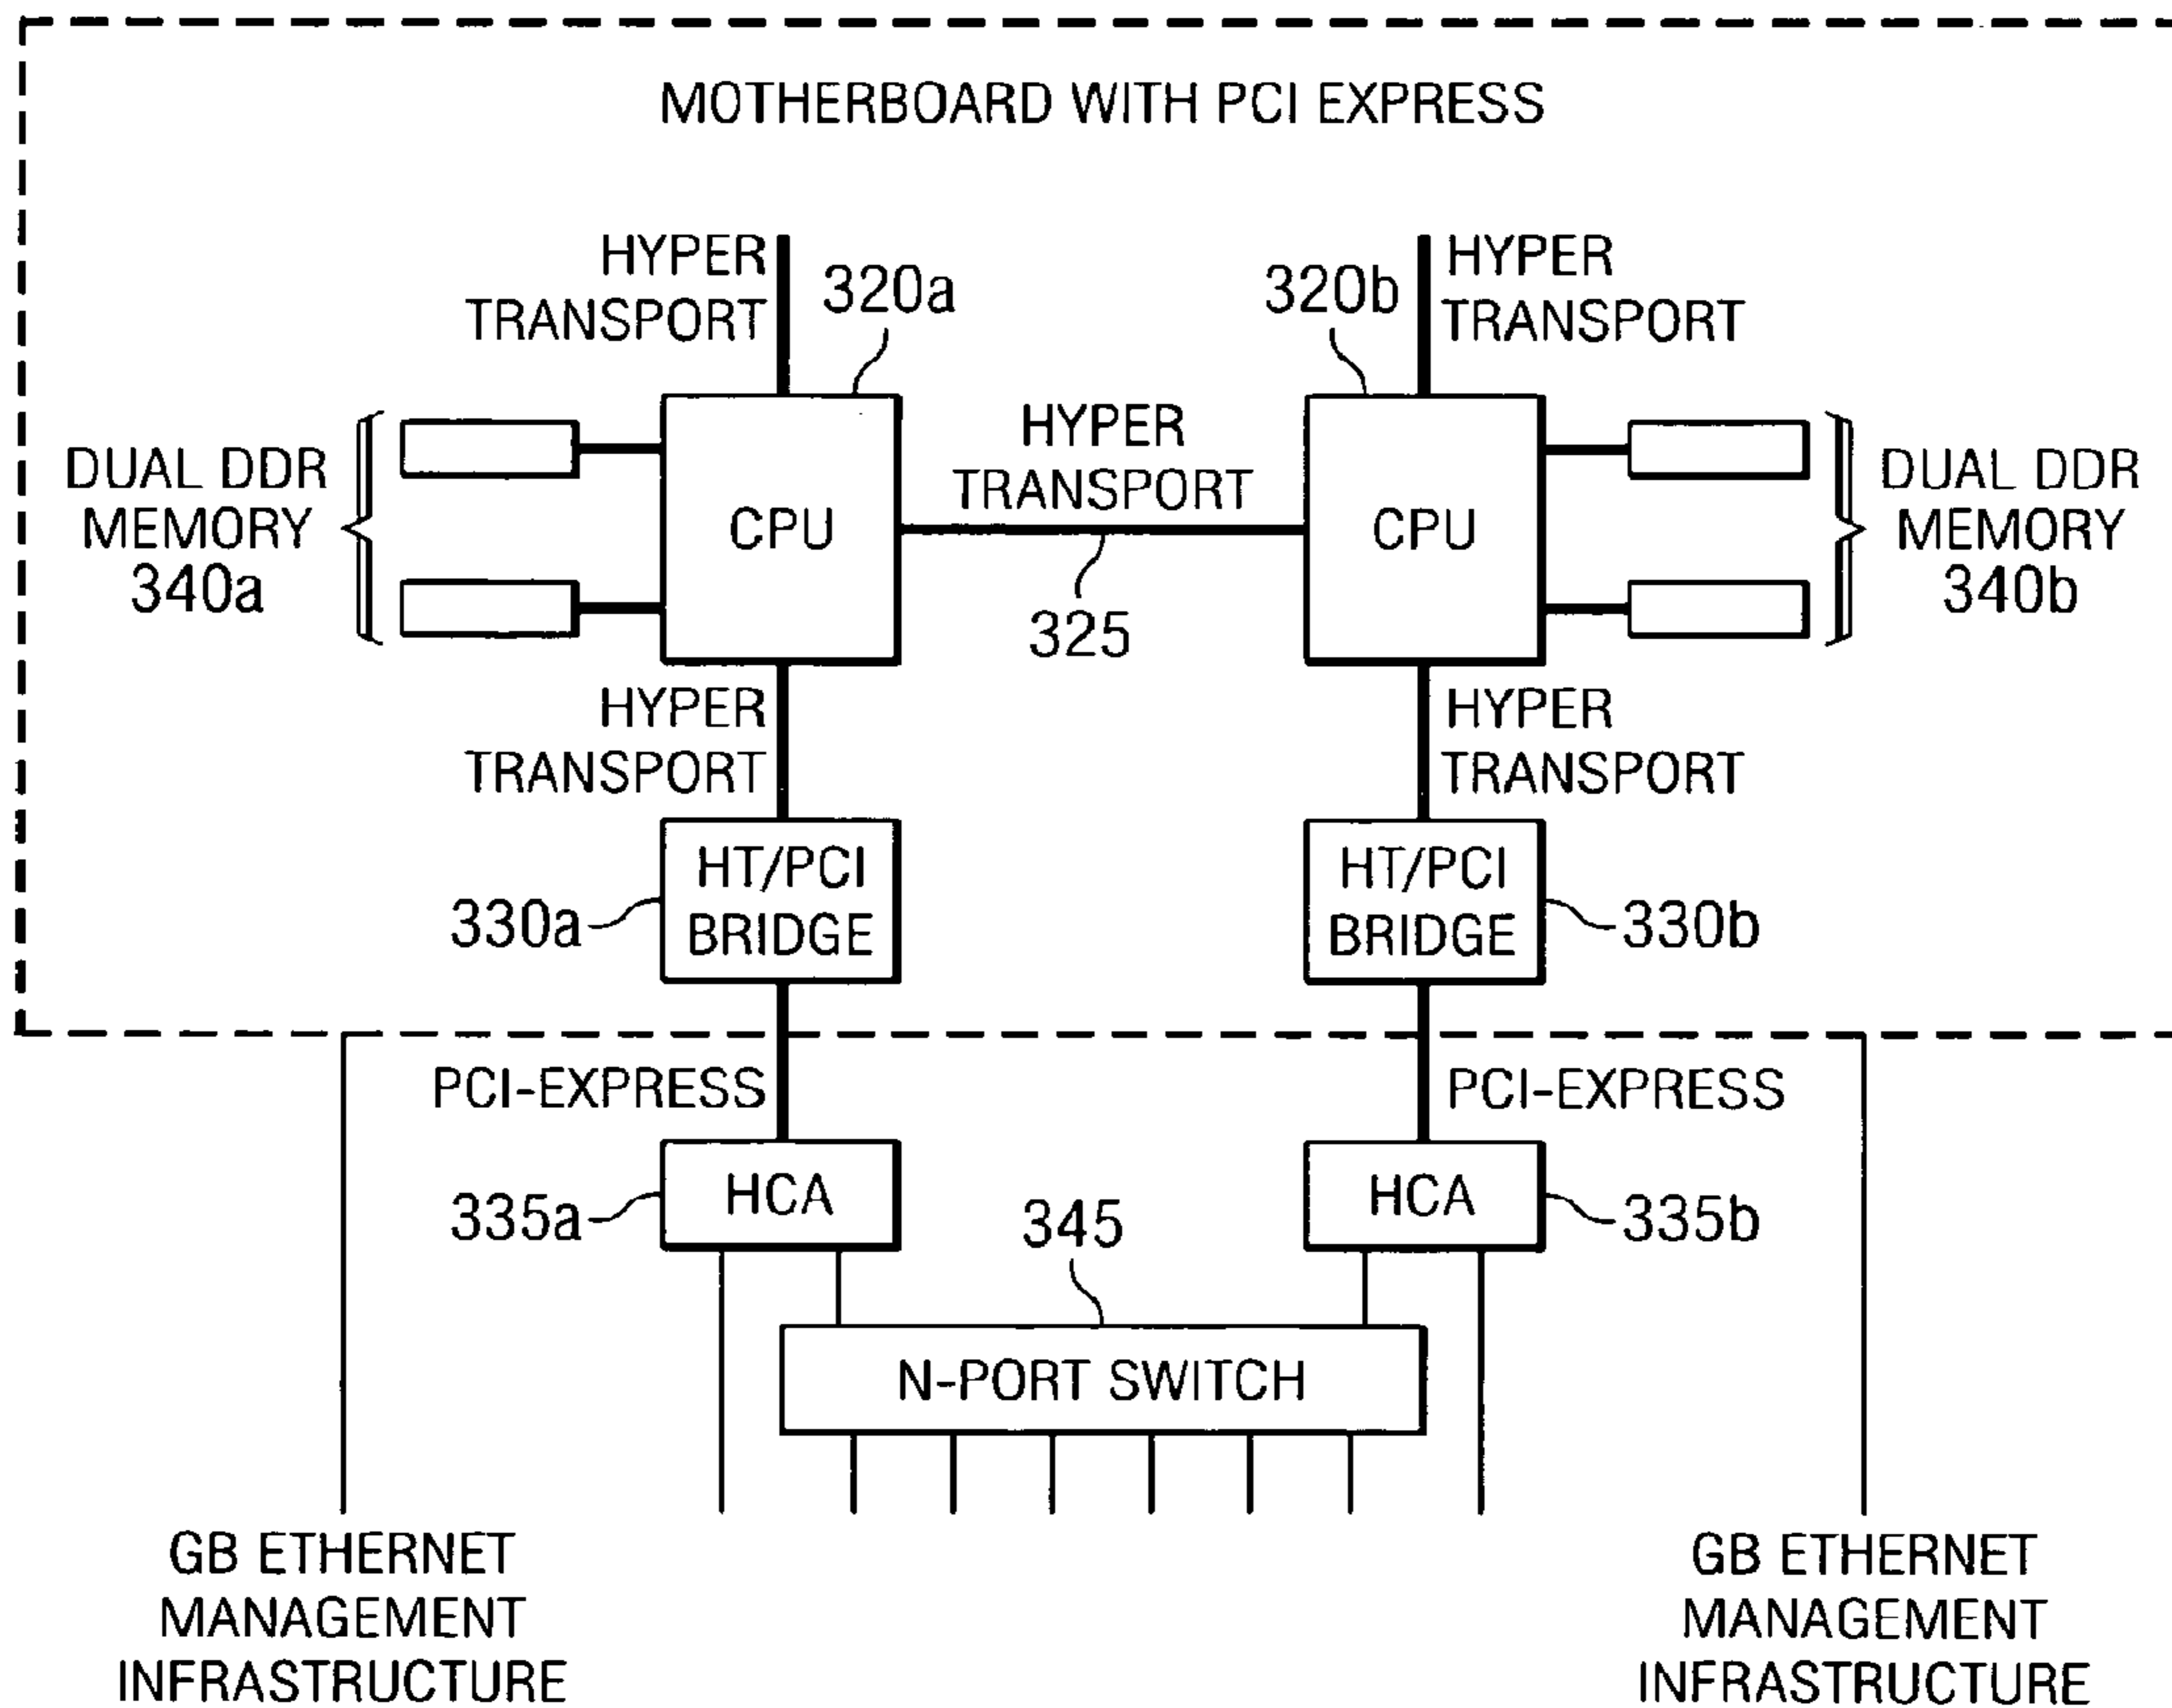 MOTHERBOARD WITH PCI EXPRESS
HYPER
TRANSPORT
320a
320b
HYPER
TRANSPORT
DUAL DDR
MEMORY
340a
CPU
HYPER
TRANSPORT
325
CPU
DUAL DDR
MEMORY
340b
HYPER
TRANSPORT
HYPER
TRANSPORT
330a
HT/PCI
BRIDGE
HT/PCI
BRIDGE
330b
PCI-EXPRESS
PCI-EXPRESS
335a
HCA
345
HCA
335b
N-PORT SWITCH
GB ETHERNET
MANAGEMENT
INFRASTRUCTURE
GB ETHERNET
MANAGEMENT
INFRASTRUCTURE